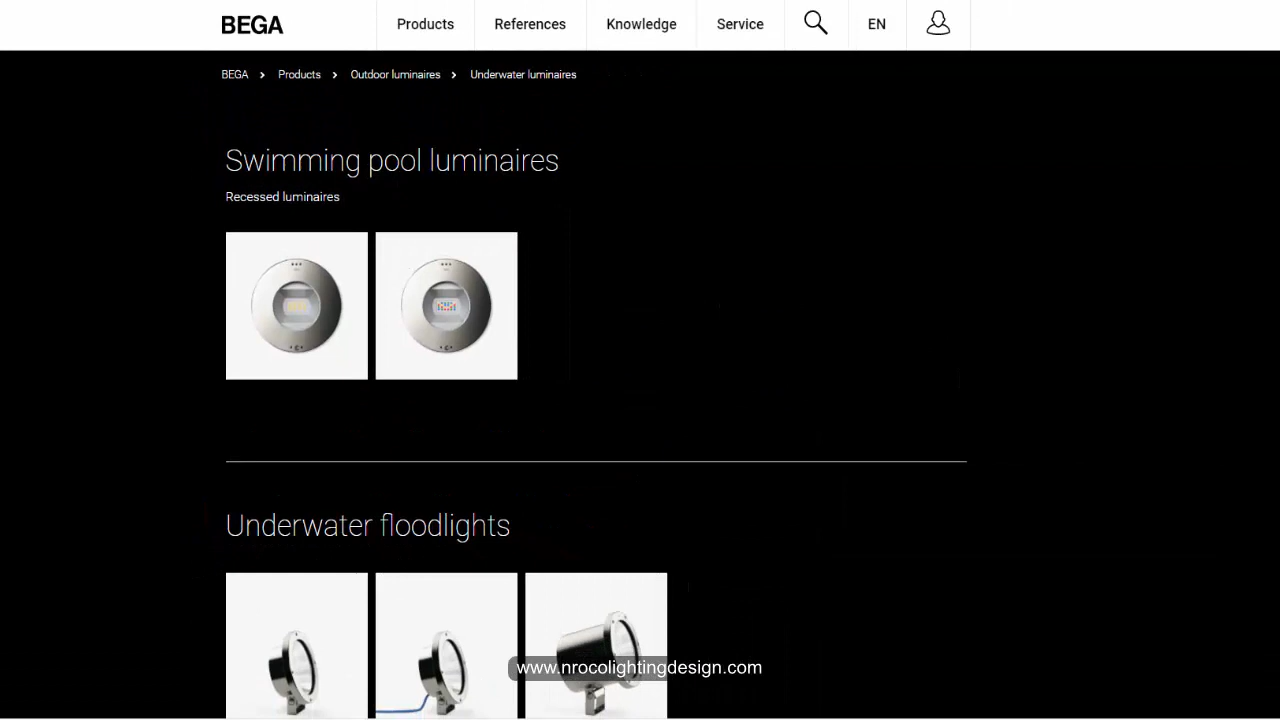 BEGA
Products
References
Knowledge
Service
EN
BEGA > Products > Outdoor luminaires > Underwater luminaires
Swimming pool luminaires
Recessed luminaires
Underwater floodlights
www.nrocolightingdesign.com